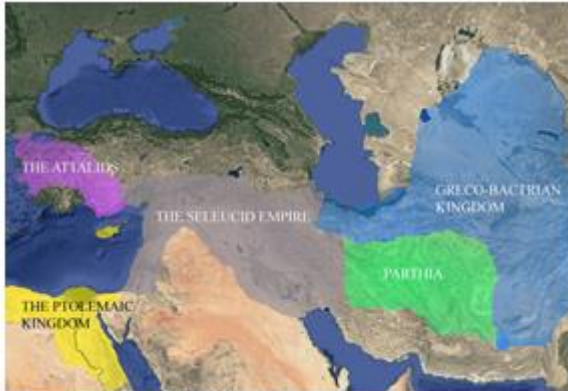 THE ATTALIDS
THE SELEUCID EMPIRE
GRECO-BACTRIAN
KINGDOM
PARTHIA
THE PTOLEMAIC
KINGDOM